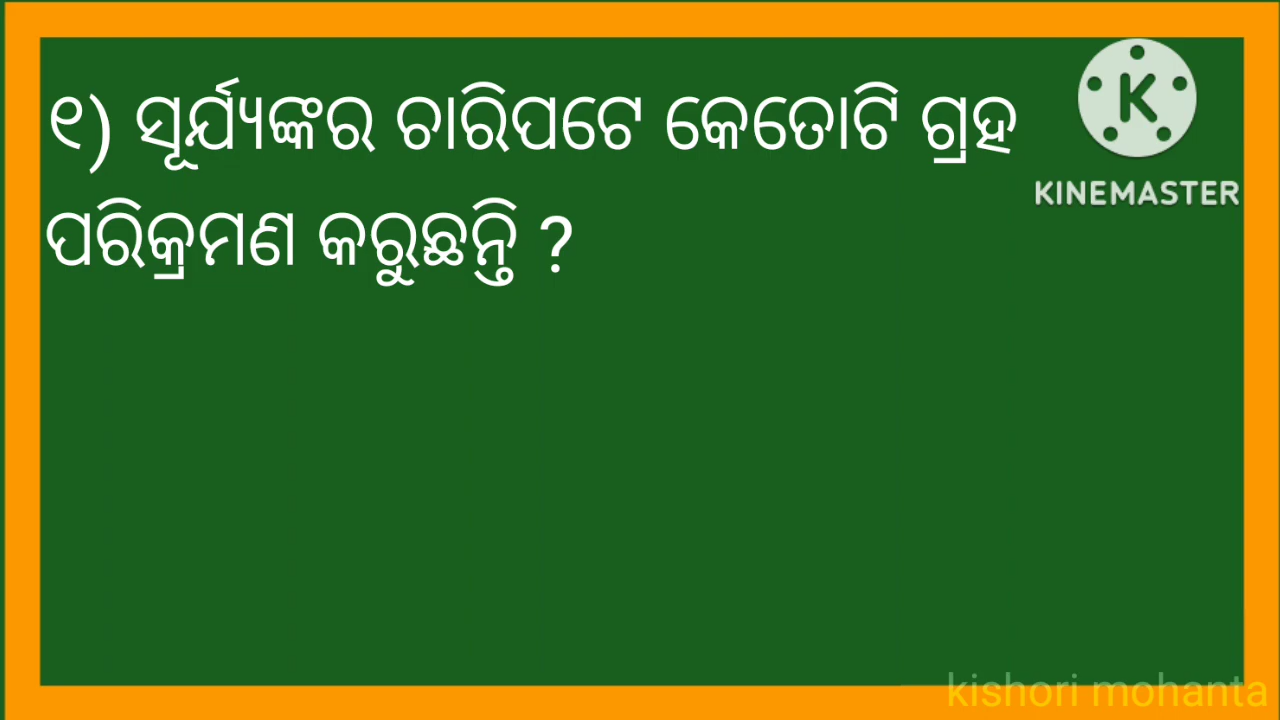 ୧) ସୂର୍ଯ୍ୟଙ୍କର ଚାରିପଟେ କେତୋଟି ଗ୍ରହ
ପରିକ୍ରମଣ କରୁଛନ୍ତି ?
K
KINEMASTER
kishori mohanta